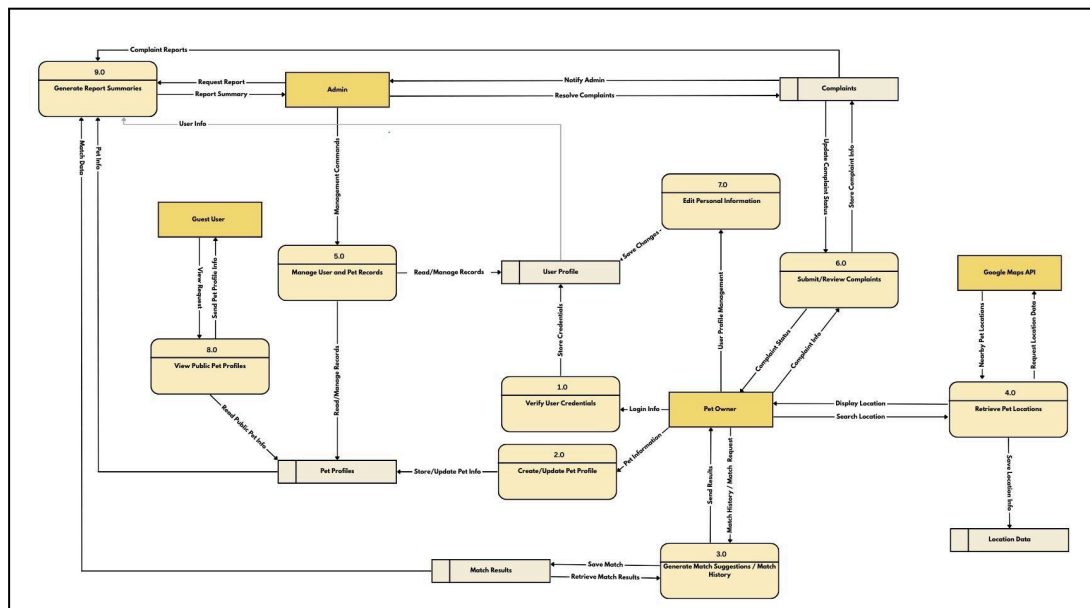 Complaint Reports
9.0
Generate Report Summaries
Request Report
Report Summary
Admin
Notify Admin
Resolve Complaints
Complaints
User Info
Match Data
Pet Info
Management Commands
Update Complaint Status
Store Complaint Info
7.0
Edit Personal Information
Guest User
Save Changes
View Request
Send Pet Profile Info
5.0
Manage User and Pet Records
Read/Manage Records
User Profile
6.0
Submit/Review Complaints
Google Maps API
User Profile Management
Store Credentials
Nearby Pet Locations
Request Location Data
8.0
View Public Pet Profiles
Read/Manage Records
Complaint Status
Complaint Info
1.0
Verify User Credentials
Login Info
Pet Owner
Display Location
Search Location
4.0
Retrieve Pet Locations
Read Public Pet Info
Pet Information
Pet Profiles
Store/Update Pet Info
2.0
Create/Update Pet Profile
Send Results
Match History / Match Request
Save Location Info
Location Data
3.0
Generate Match Suggestions / Match
History
Match Results
Save Match
Retrieve Match Results